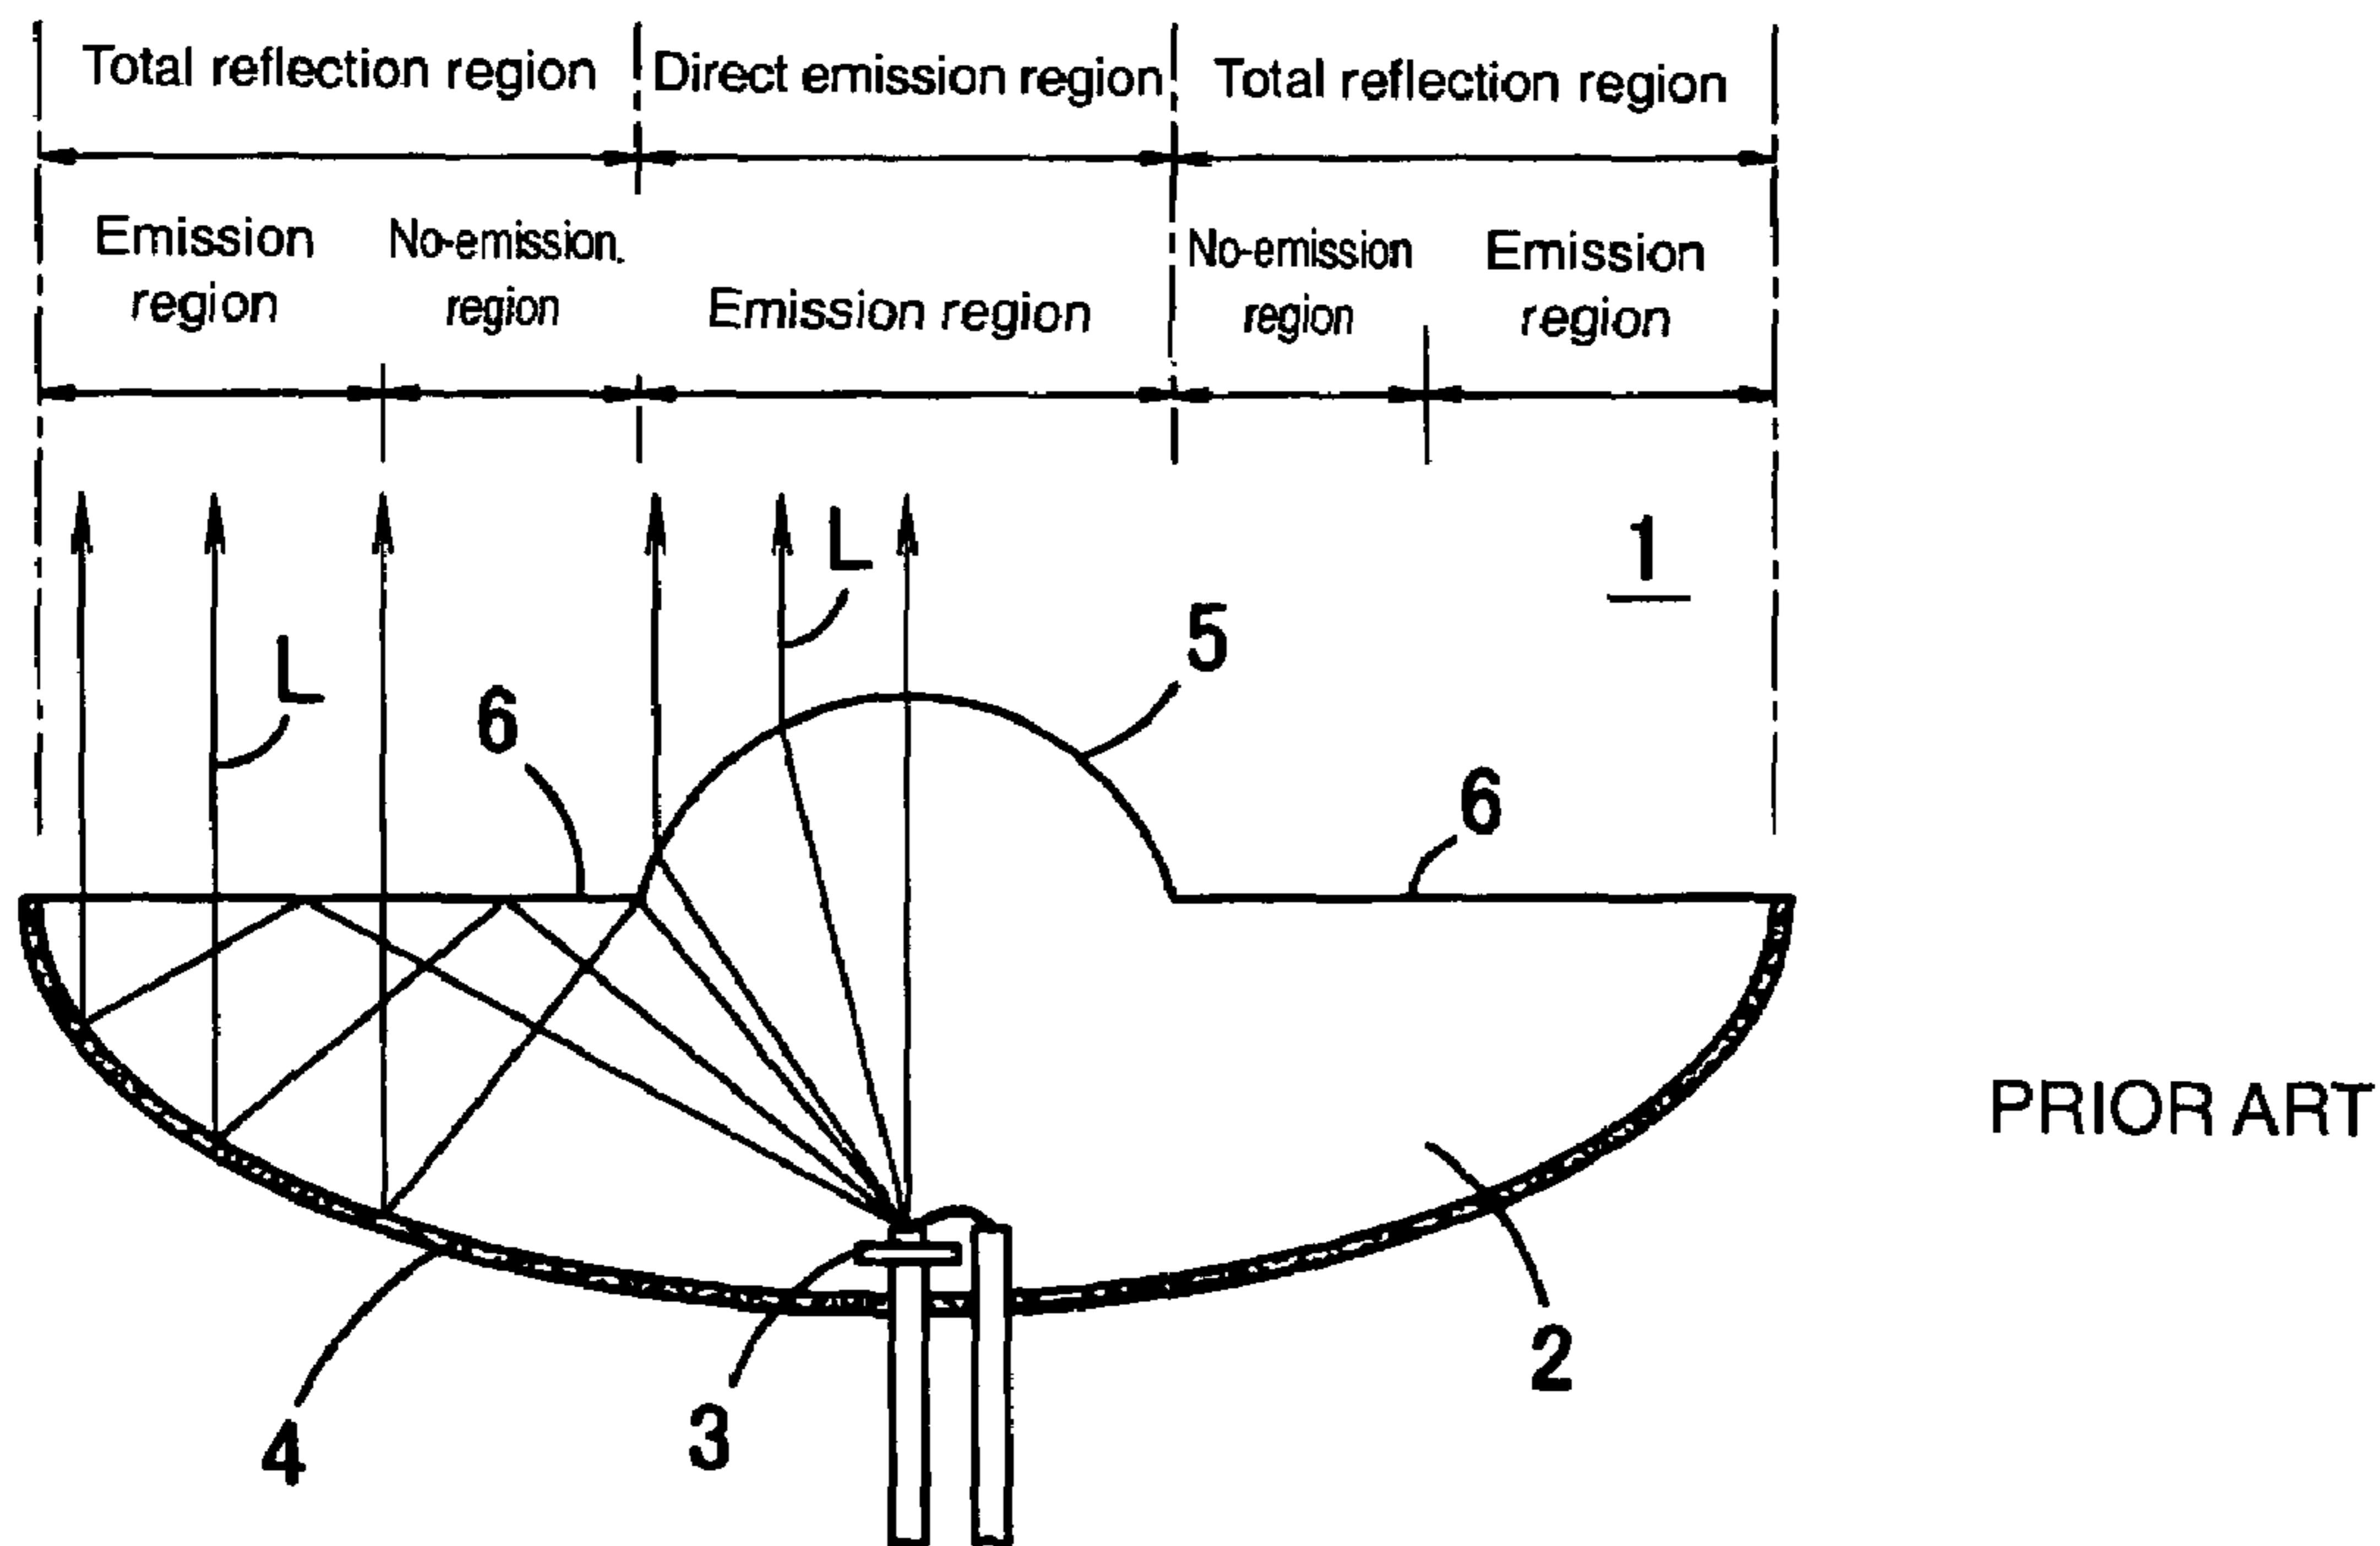 Total reflection region
Direct emission region
Total reflection region
Emission
region
No-emission.
region
Emission region
No-emission
region
Emission
region
L
1
5
L
6
6
PRIOR ART
2
3
4